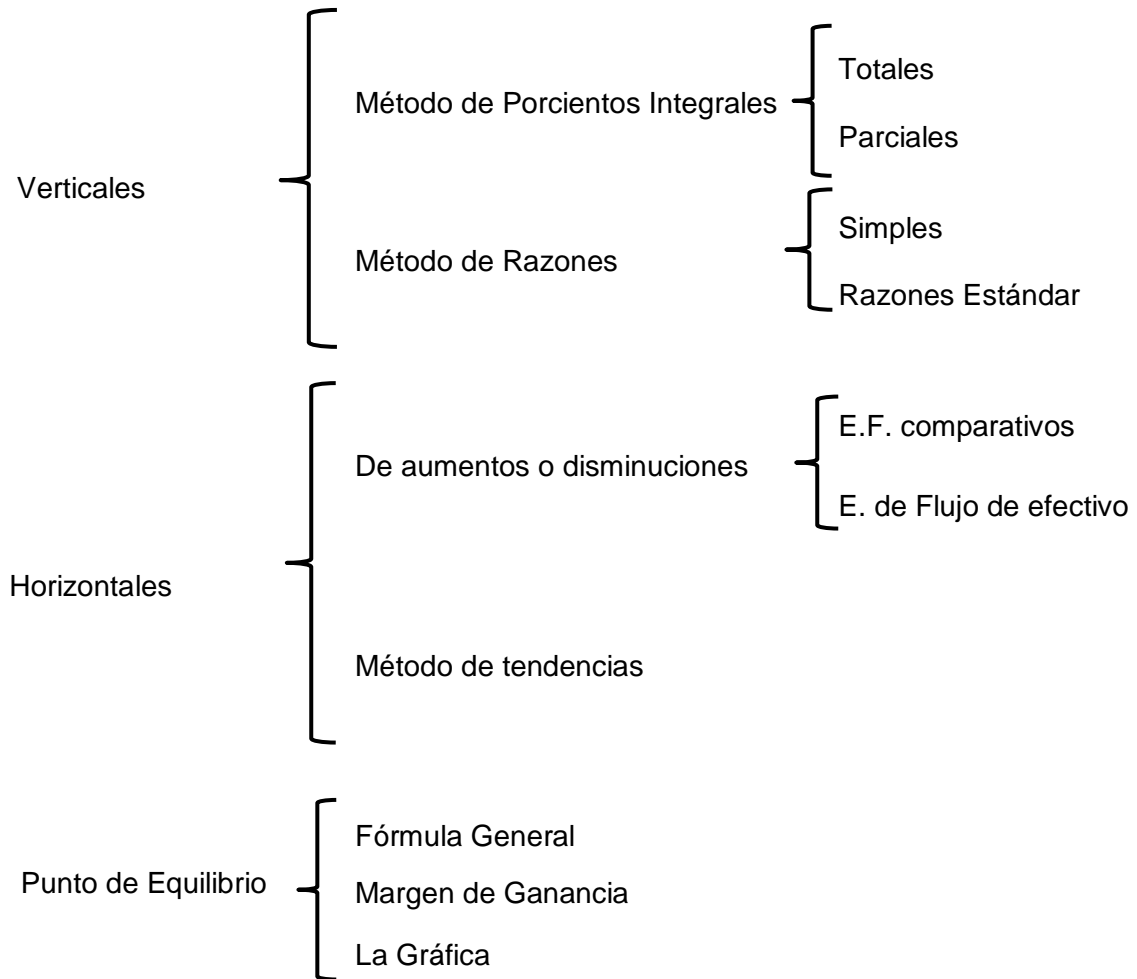 Verticales
Método de Porcientos Integrales
Totales
Parciales
Método de Razones
Simples
Razones Estándar
Horizontales
De aumentos o disminuciones
E.F. comparativos
E. de Flujo de efectivo
Método de tendencias
Punto de Equilibrio
Fórmula General
Margen de Ganancia
La Gráfica